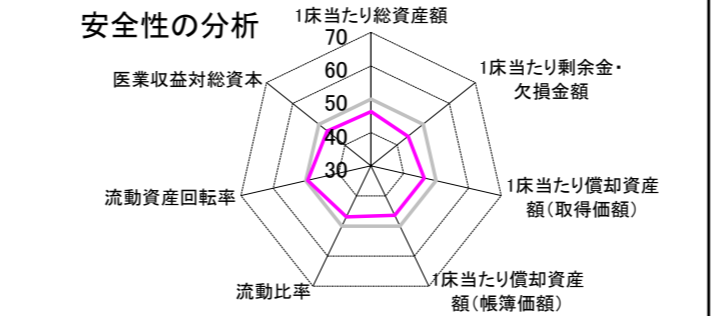 安全性の分析
1床当たり総資産額
70
60
50
40
30
1床当たり剰余金・
欠損金額
1床当たり償却資産
額(取得価額)
1床当たり償却資産
額(帳簿価額)
流動比率
流動資産回転率
医業収益対総資本